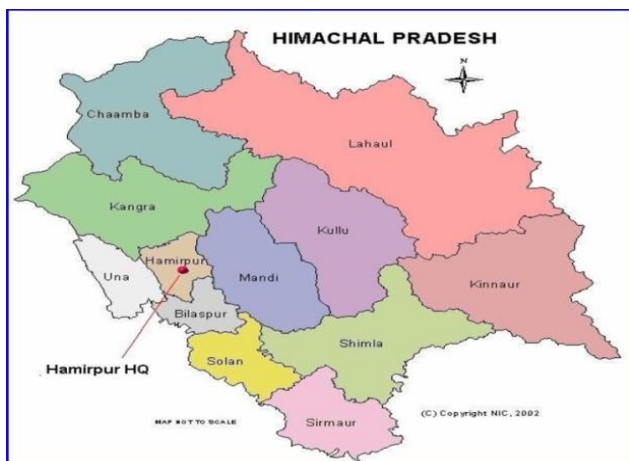 HIMACHAL PRADESH
N
Chaamba
Lahaul
Kangra
Kullu
Hamirpur
Una
Mandi
Kinnaur
Bilaspur
Shimla
Solan
Hamirpur HQ
Sirmaur
(C) Copyright NIC, 2002
MAP NOT TO SCALE